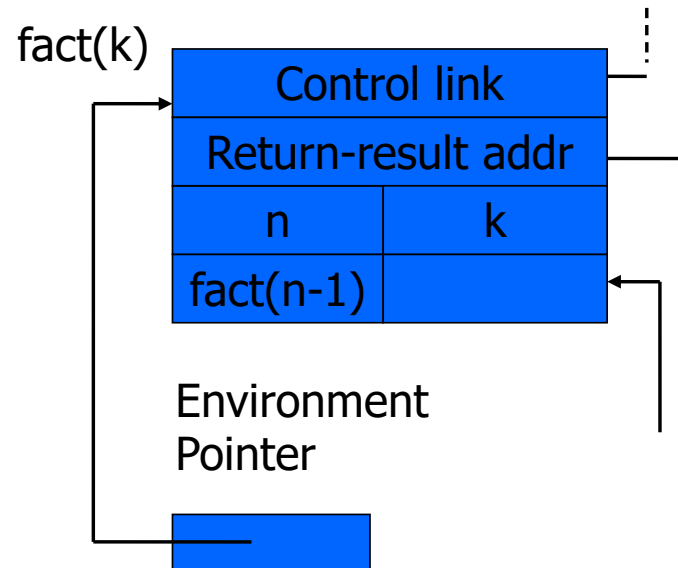 fact(k)
Control link
Return-result addr
n k
fact(n-1)
Environment
Pointer